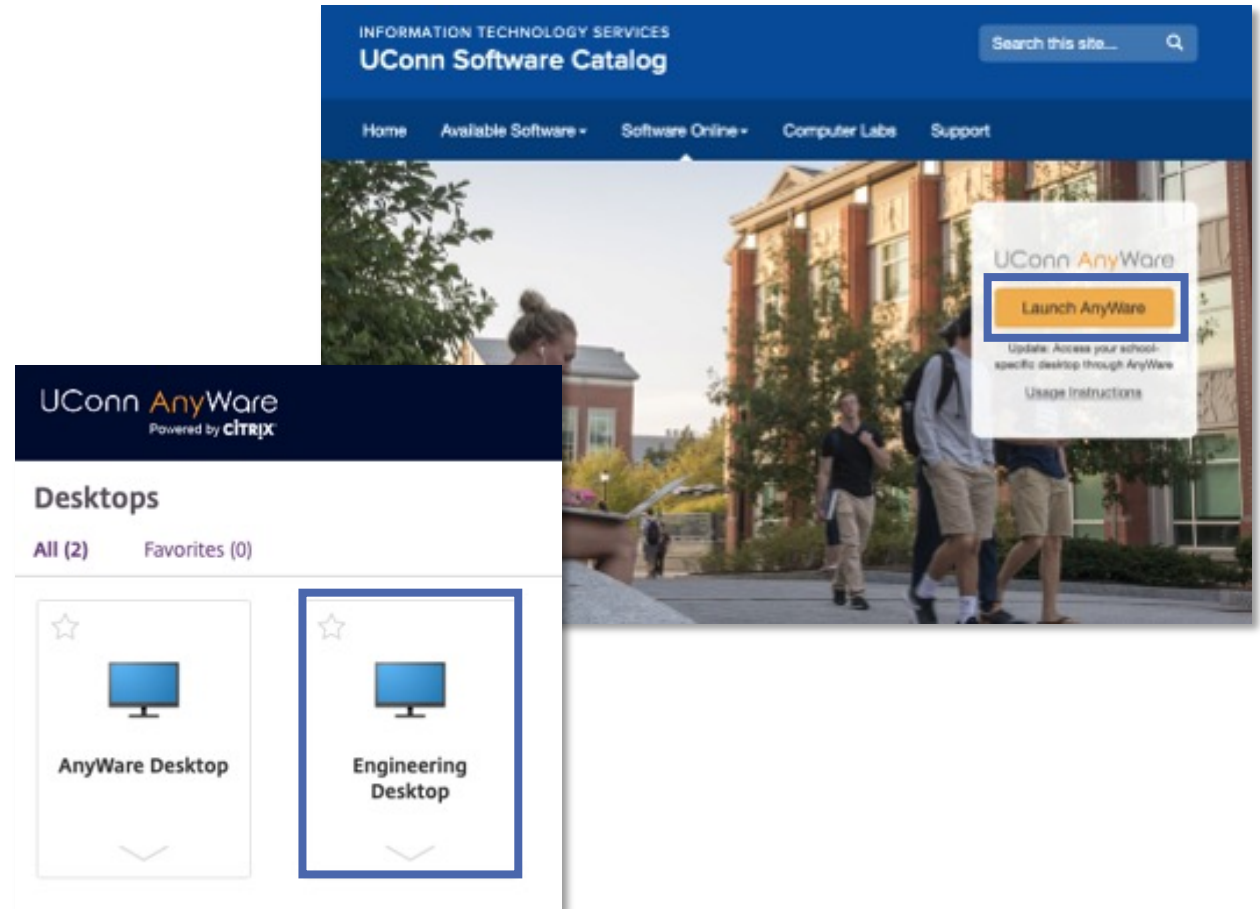 INFORMATION TECHNOLOGY SERVICES
UConn Software Catalog
Search this site...
Home Available Software Software Online Computer Labs Support
UConn AnyWare
Launch AnyWare
Update: Access your school-
specific desktop through AnyWare
Usage Instructions
UConn AnyWare
Powered by CİTRIX
Desktops
All (2) Favorites (0)
AnyWare Desktop
Engineering
Desktop